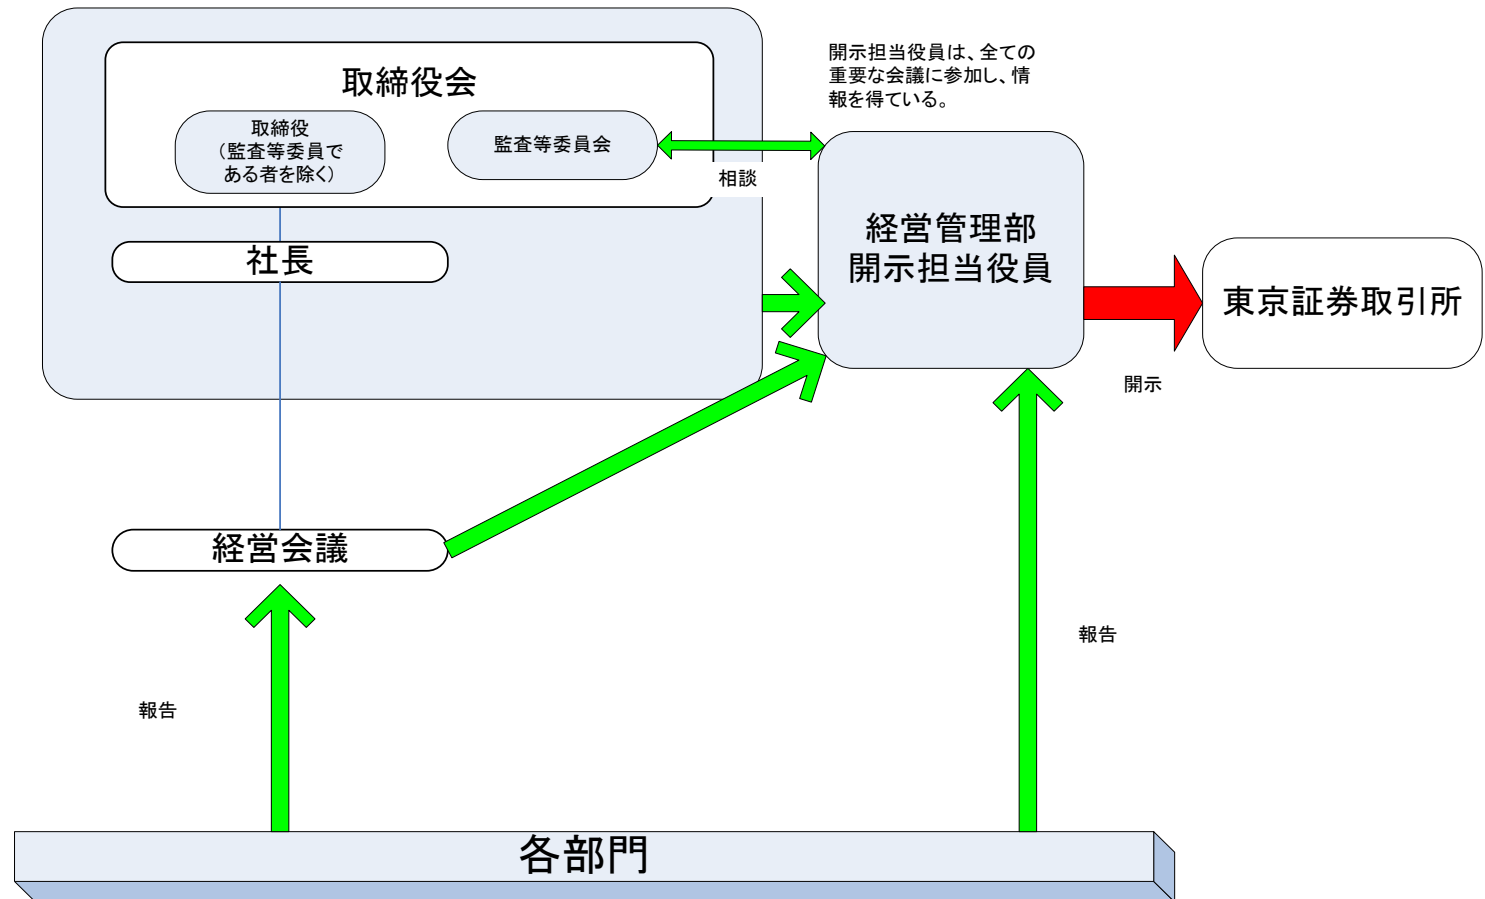 取締役会
取締役
（監査等委員で
ある者を除く）
監査等委員会
相談
社長
開示担当役員は、全ての
重要な会議に参加し、情
報を得ている。
経営管理部
開示担当役員
東京証券取引所
開示
経営会議
報告
報告
各部門